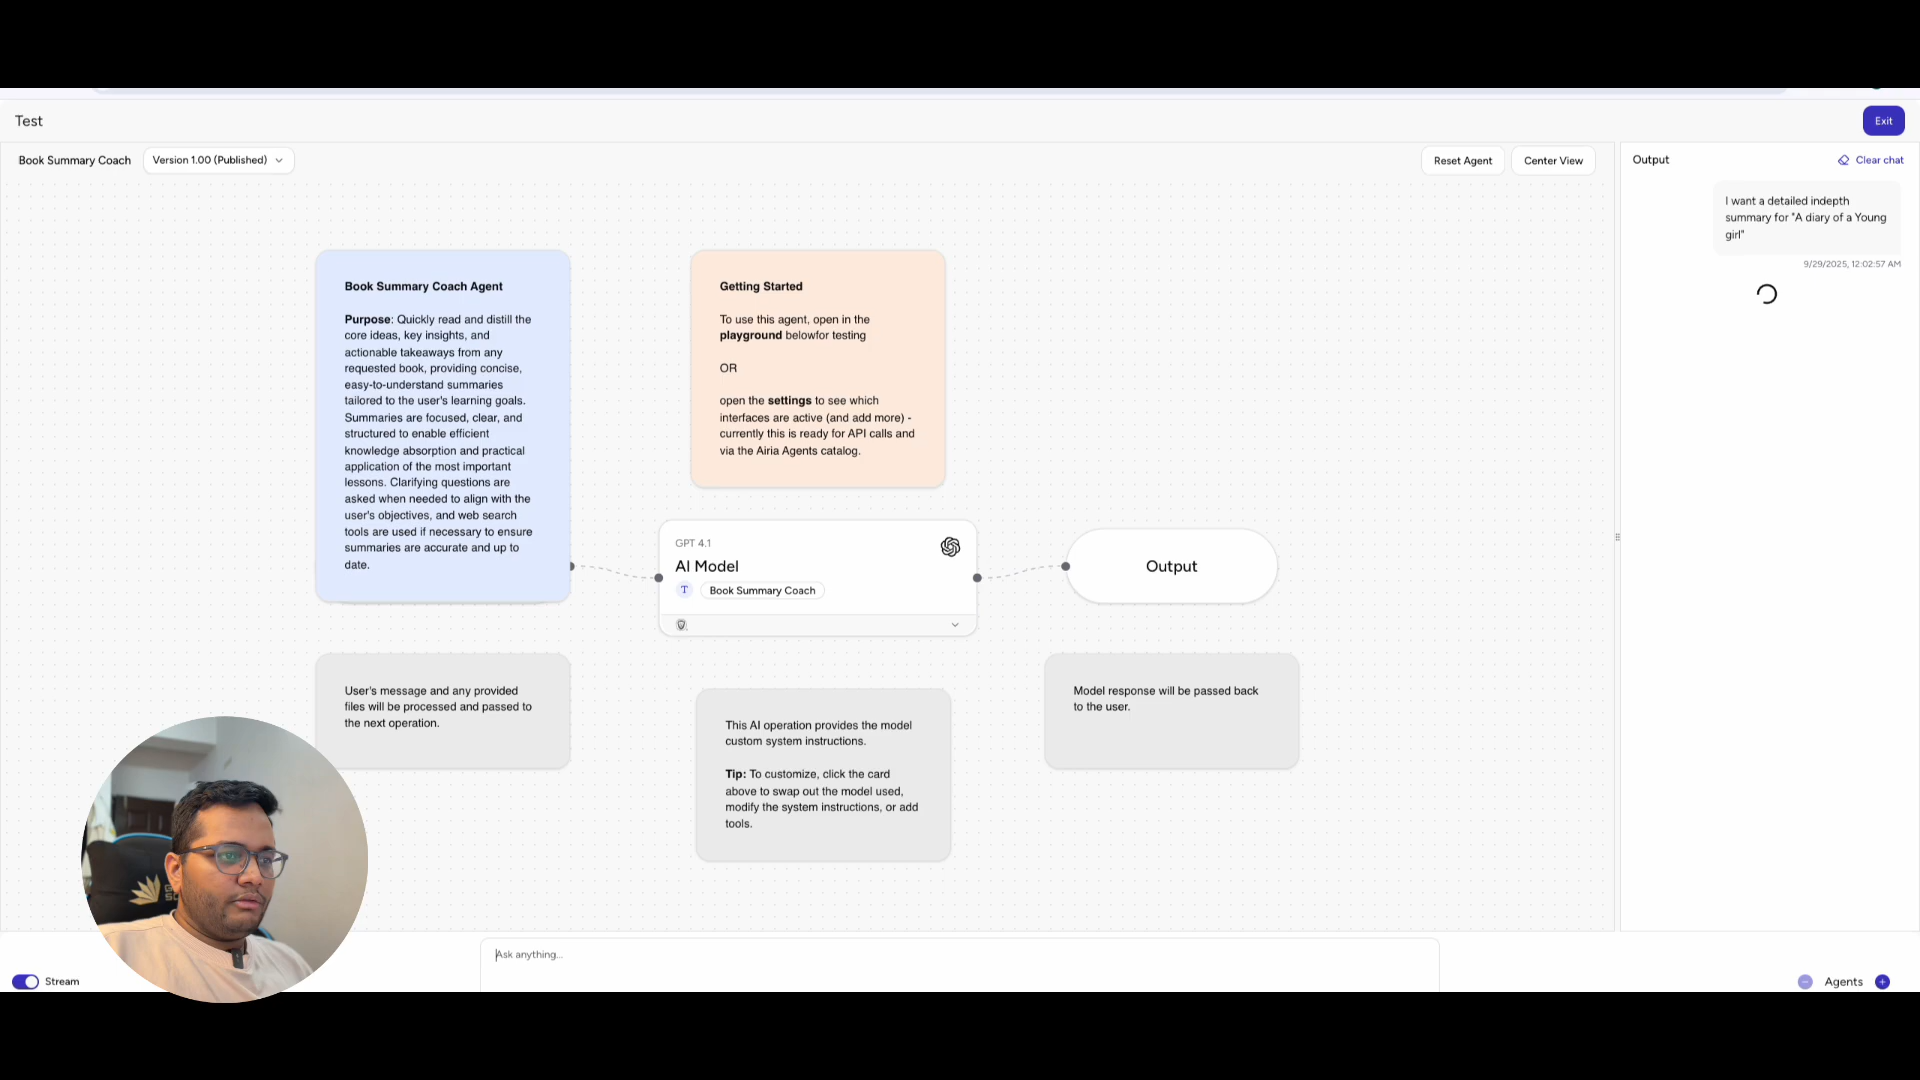 Test
Exit
Book Summary Coach
Version 1.00 (Published)
Reset Agent
Center View
Output
Clear chat
I want a detailed indepth
summary for "A diary of a Young
girl"
9/29/2025, 12:02:57 AM
Book Summary Coach Agent
Purpose: Quickly read and distill the
core ideas, key insights, and
actionable takeaways from any
requested book, providing concise,
easy-to-understand summaries
tailored to the user's learning goals.
Summaries are focused, clear, and
structured to enable efficient
knowledge absorption and practical
application of the most important
lessons. Clarifying questions are
asked when needed to align with the
user's objectives, and web search
tools are used if necessary to ensure
summaries are accurate and up to
date.
Getting Started
To use this agent, open in the
playground belowfor testing
OR
open the settings to see which
interfaces are active (and add more) -
currently this is ready for API calls and
via the Airia Agents catalog.
GPT 4.1
AI Model
T
Book Summary Coach
Output
User's message and any provided
files will be processed and passed to
the next operation.
This AI operation provides the model
custom system instructions.
Tip: To customize, click the card
above to swap out the model used,
modify the system instructions, or add
tools.
Model response will be passed back
to the user.
Ask anything...
Stream
Agents